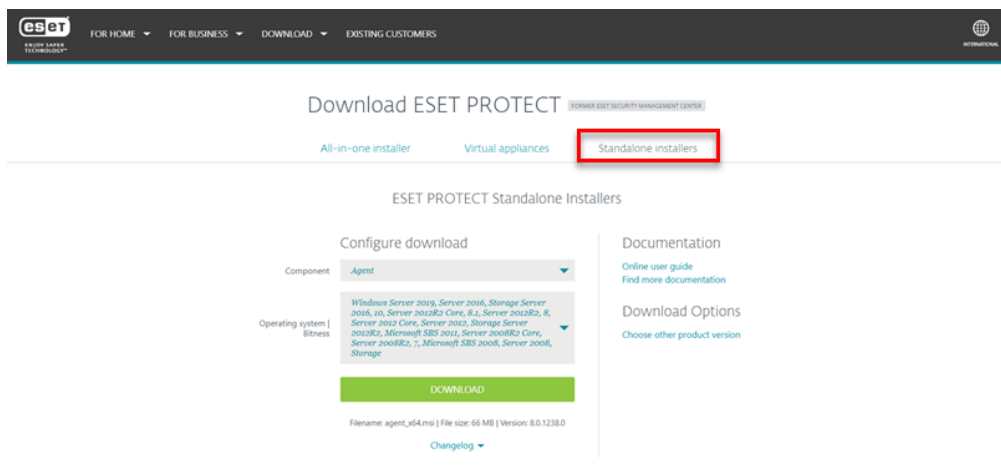 eset
ENJOY SAFER
TECHNOLOGY™
FOR HOME FOR BUSINESS DOWNLOAD EXISTING CUSTOMERS
INTERNATIONAL
Download ESET PROTECT FORMER ESET SECURITY MANAGEMENT CENTER
All-in-one installer Virtual appliances Standalone installers
ESET PROTECT Standalone Installers
Configure download
Component Agent
Operating system | Bitness
Windows Server 2019, Server 2016, Storage Server
2016, 10, Server 2012R2 Core, 8.1, Server 2012R2, 8,
Server 2012 Core, Server 2012, Storage Server
2012R2, Microsoft SBS 2011, Server 2008R2 Core,
Server 2008R2, 7, Microsoft SBS 2008, Server 2008,
Storage
DOWNLOAD
Filename: agent_x64.msi | File size: 66 MB | Version: 8.0.1238.0
Changelog
Documentation
Online user guide
Find more documentation
Download Options
Choose other product version